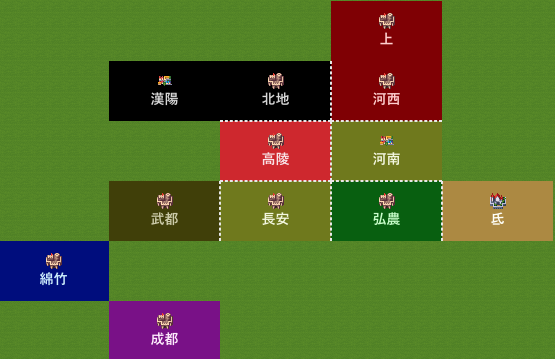 上
漢陽 北地 河西
高陵 河南
武都 長安 弘農 氐
綿竹
成都